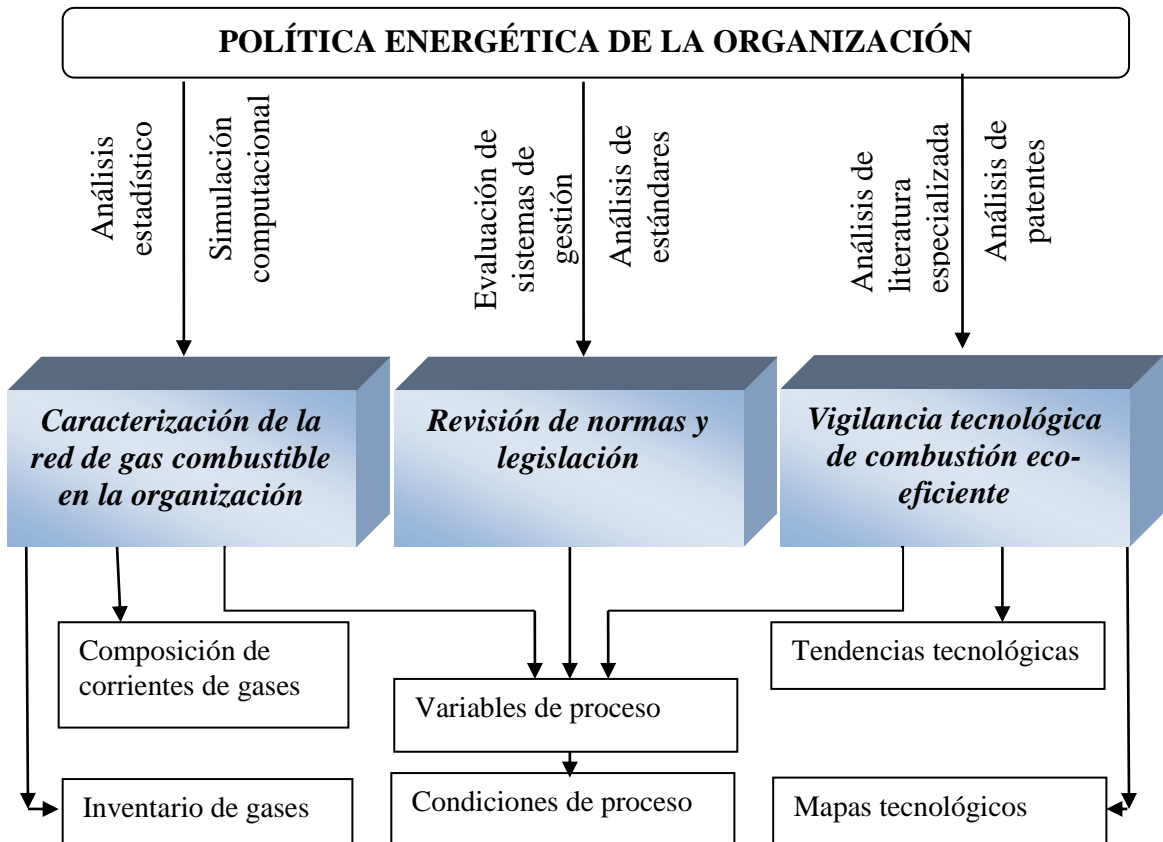 POLÍTICA ENERGÉTICA DE LA ORGANIZACIÓN
Análisis
estadístico
Simulación
computacional
Evaluación de
sistemas de
gestión
Análisis de
estándares
Análisis de
literatura
especializada
Análisis de
patentes
Caracterización de la
red de gas combustible
en la organización
Revisión de normas y
legislación
Vigilancia tecnológica
de combustión eco-
eficiente
Composición de
corrientes de gases
Tendencias tecnológicas
Variables de proceso
Inventario de gases
Condiciones de proceso
Mapas tecnológicos